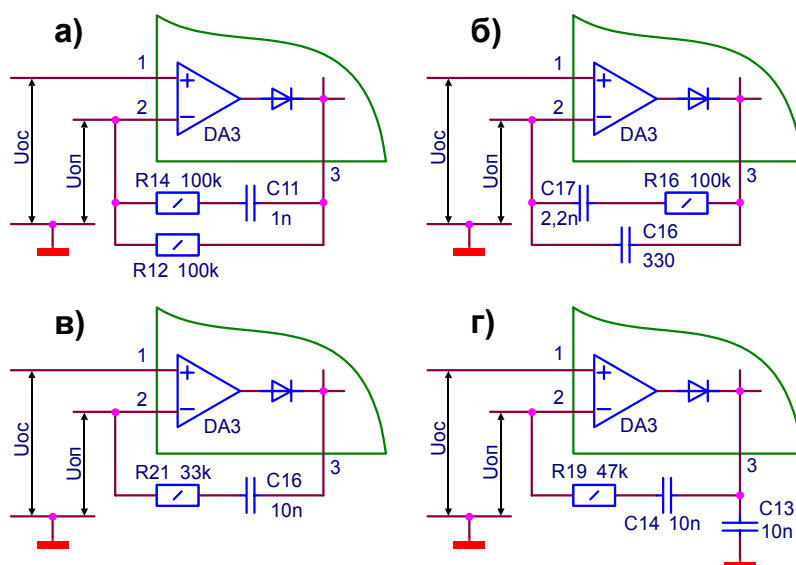 а)
1
+
2
−
DA3
3
Uос
Uоп
R14 100k
C11
1n
R12 100k
б)
1
+
2
−
DA3
3
Uос
Uоп
C17
2,2n
R16 100k
C16
330
в)
1
+
2
−
DA3
3
Uос
Uоп
R21 33k
C16
10n
г)
1
+
2
−
DA3
3
Uос
Uоп
R19 47k
C14 10n
C13
10n